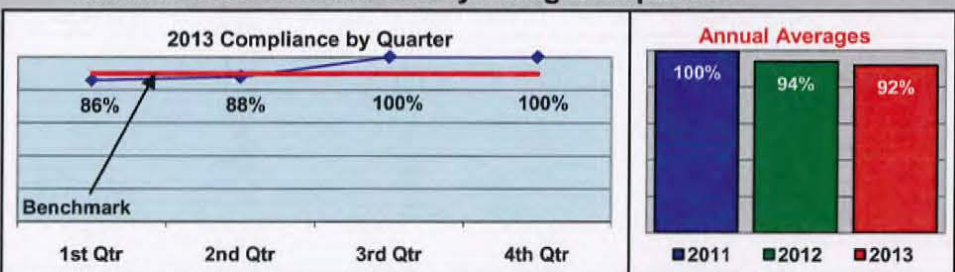 2013 Compliance by Quarter
86%
88%
100%
100%
Benchmark
1st Qtr
2nd Qtr
3rd Qtr
4th Qtr
Annual Averages
100%
94%
92%
2011
2012
2013